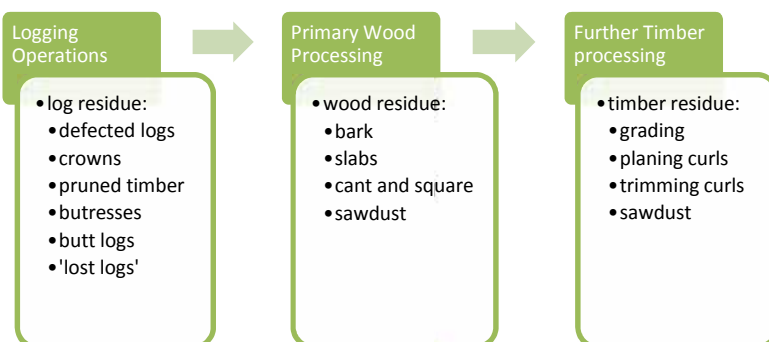 Logging
Operations
•log residue:
•defected logs
•crowns
•pruned timber
•butresses
•butt logs
•'lost logs'
Primary Wood
Processing
•wood residue:
•bark
•slabs
•cant and square
•sawdust
Further Timber
processing
•timber residue:
•grading
•planing curls
•trimming curls
•sawdust